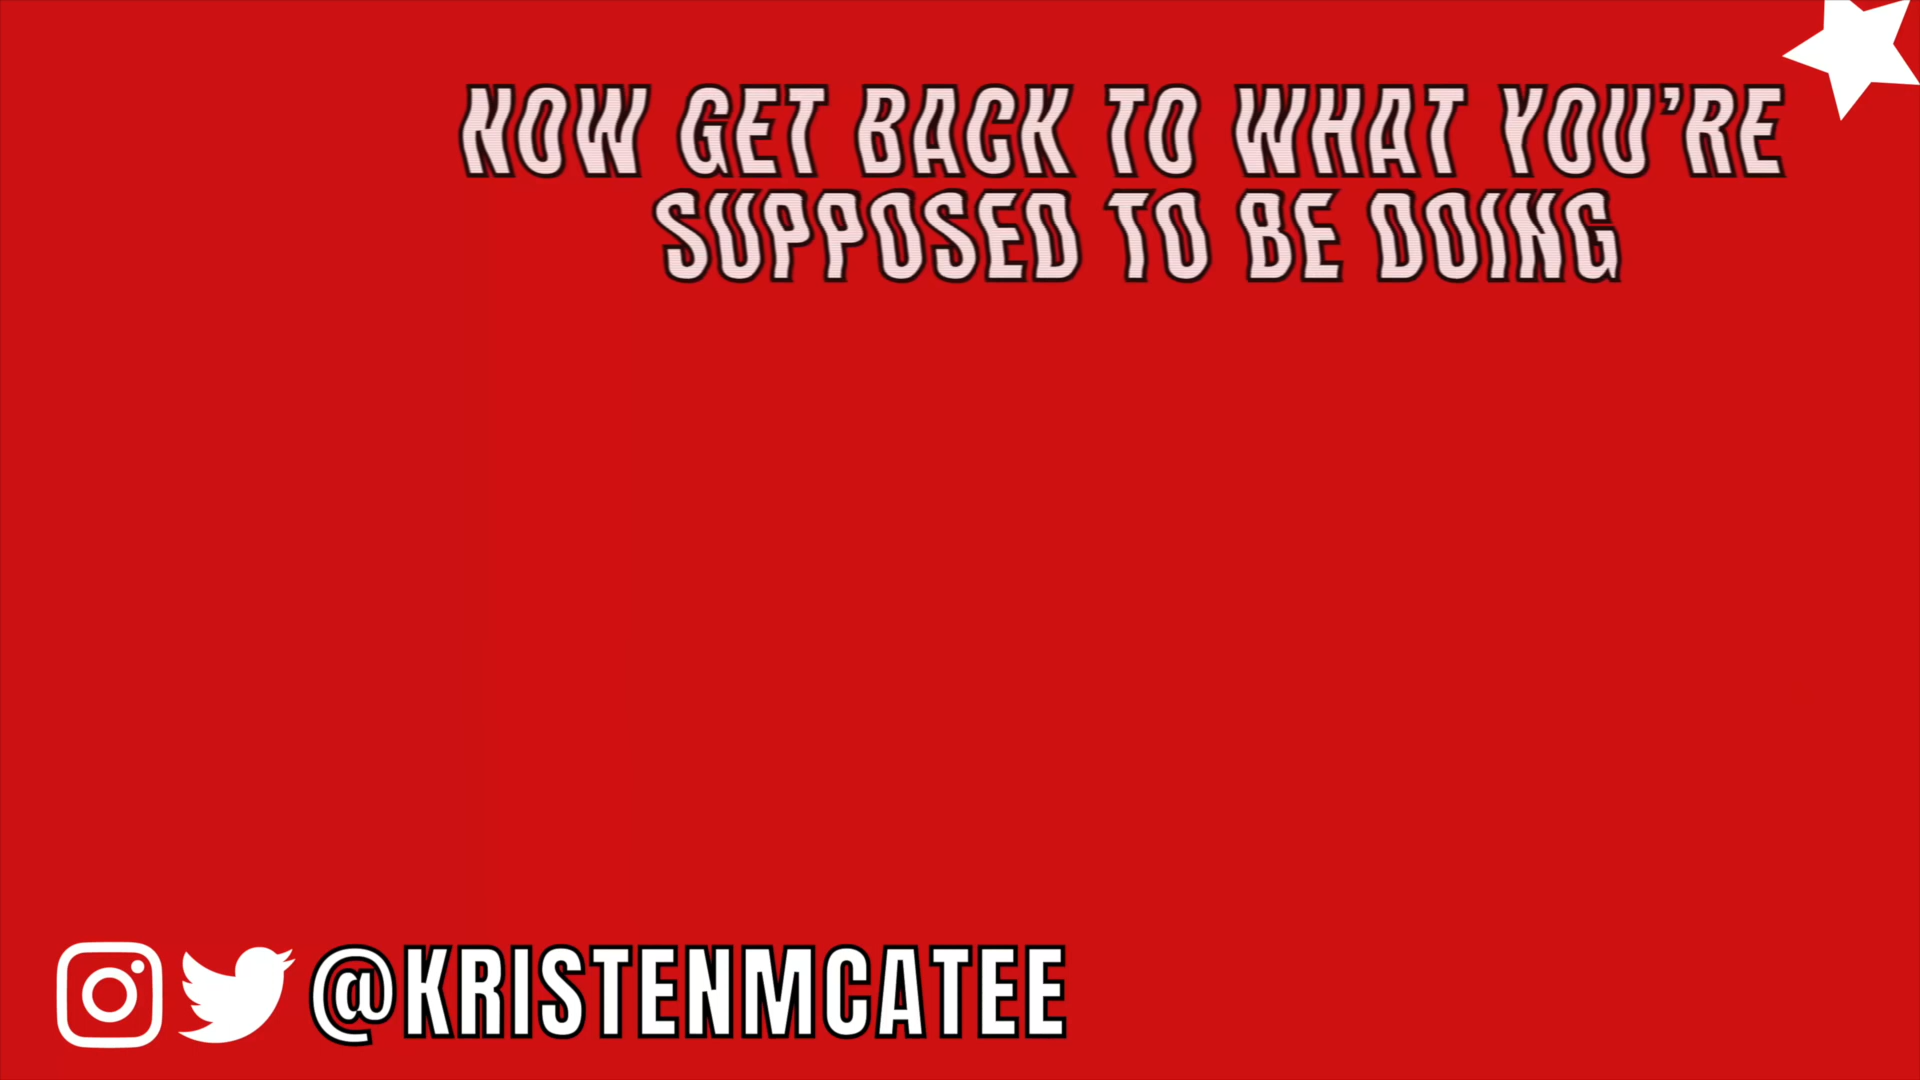 NOW GET BACK TO WHAT YOU’RE
SUPPOSED TO BE DOING
@KRISTENMCATEE